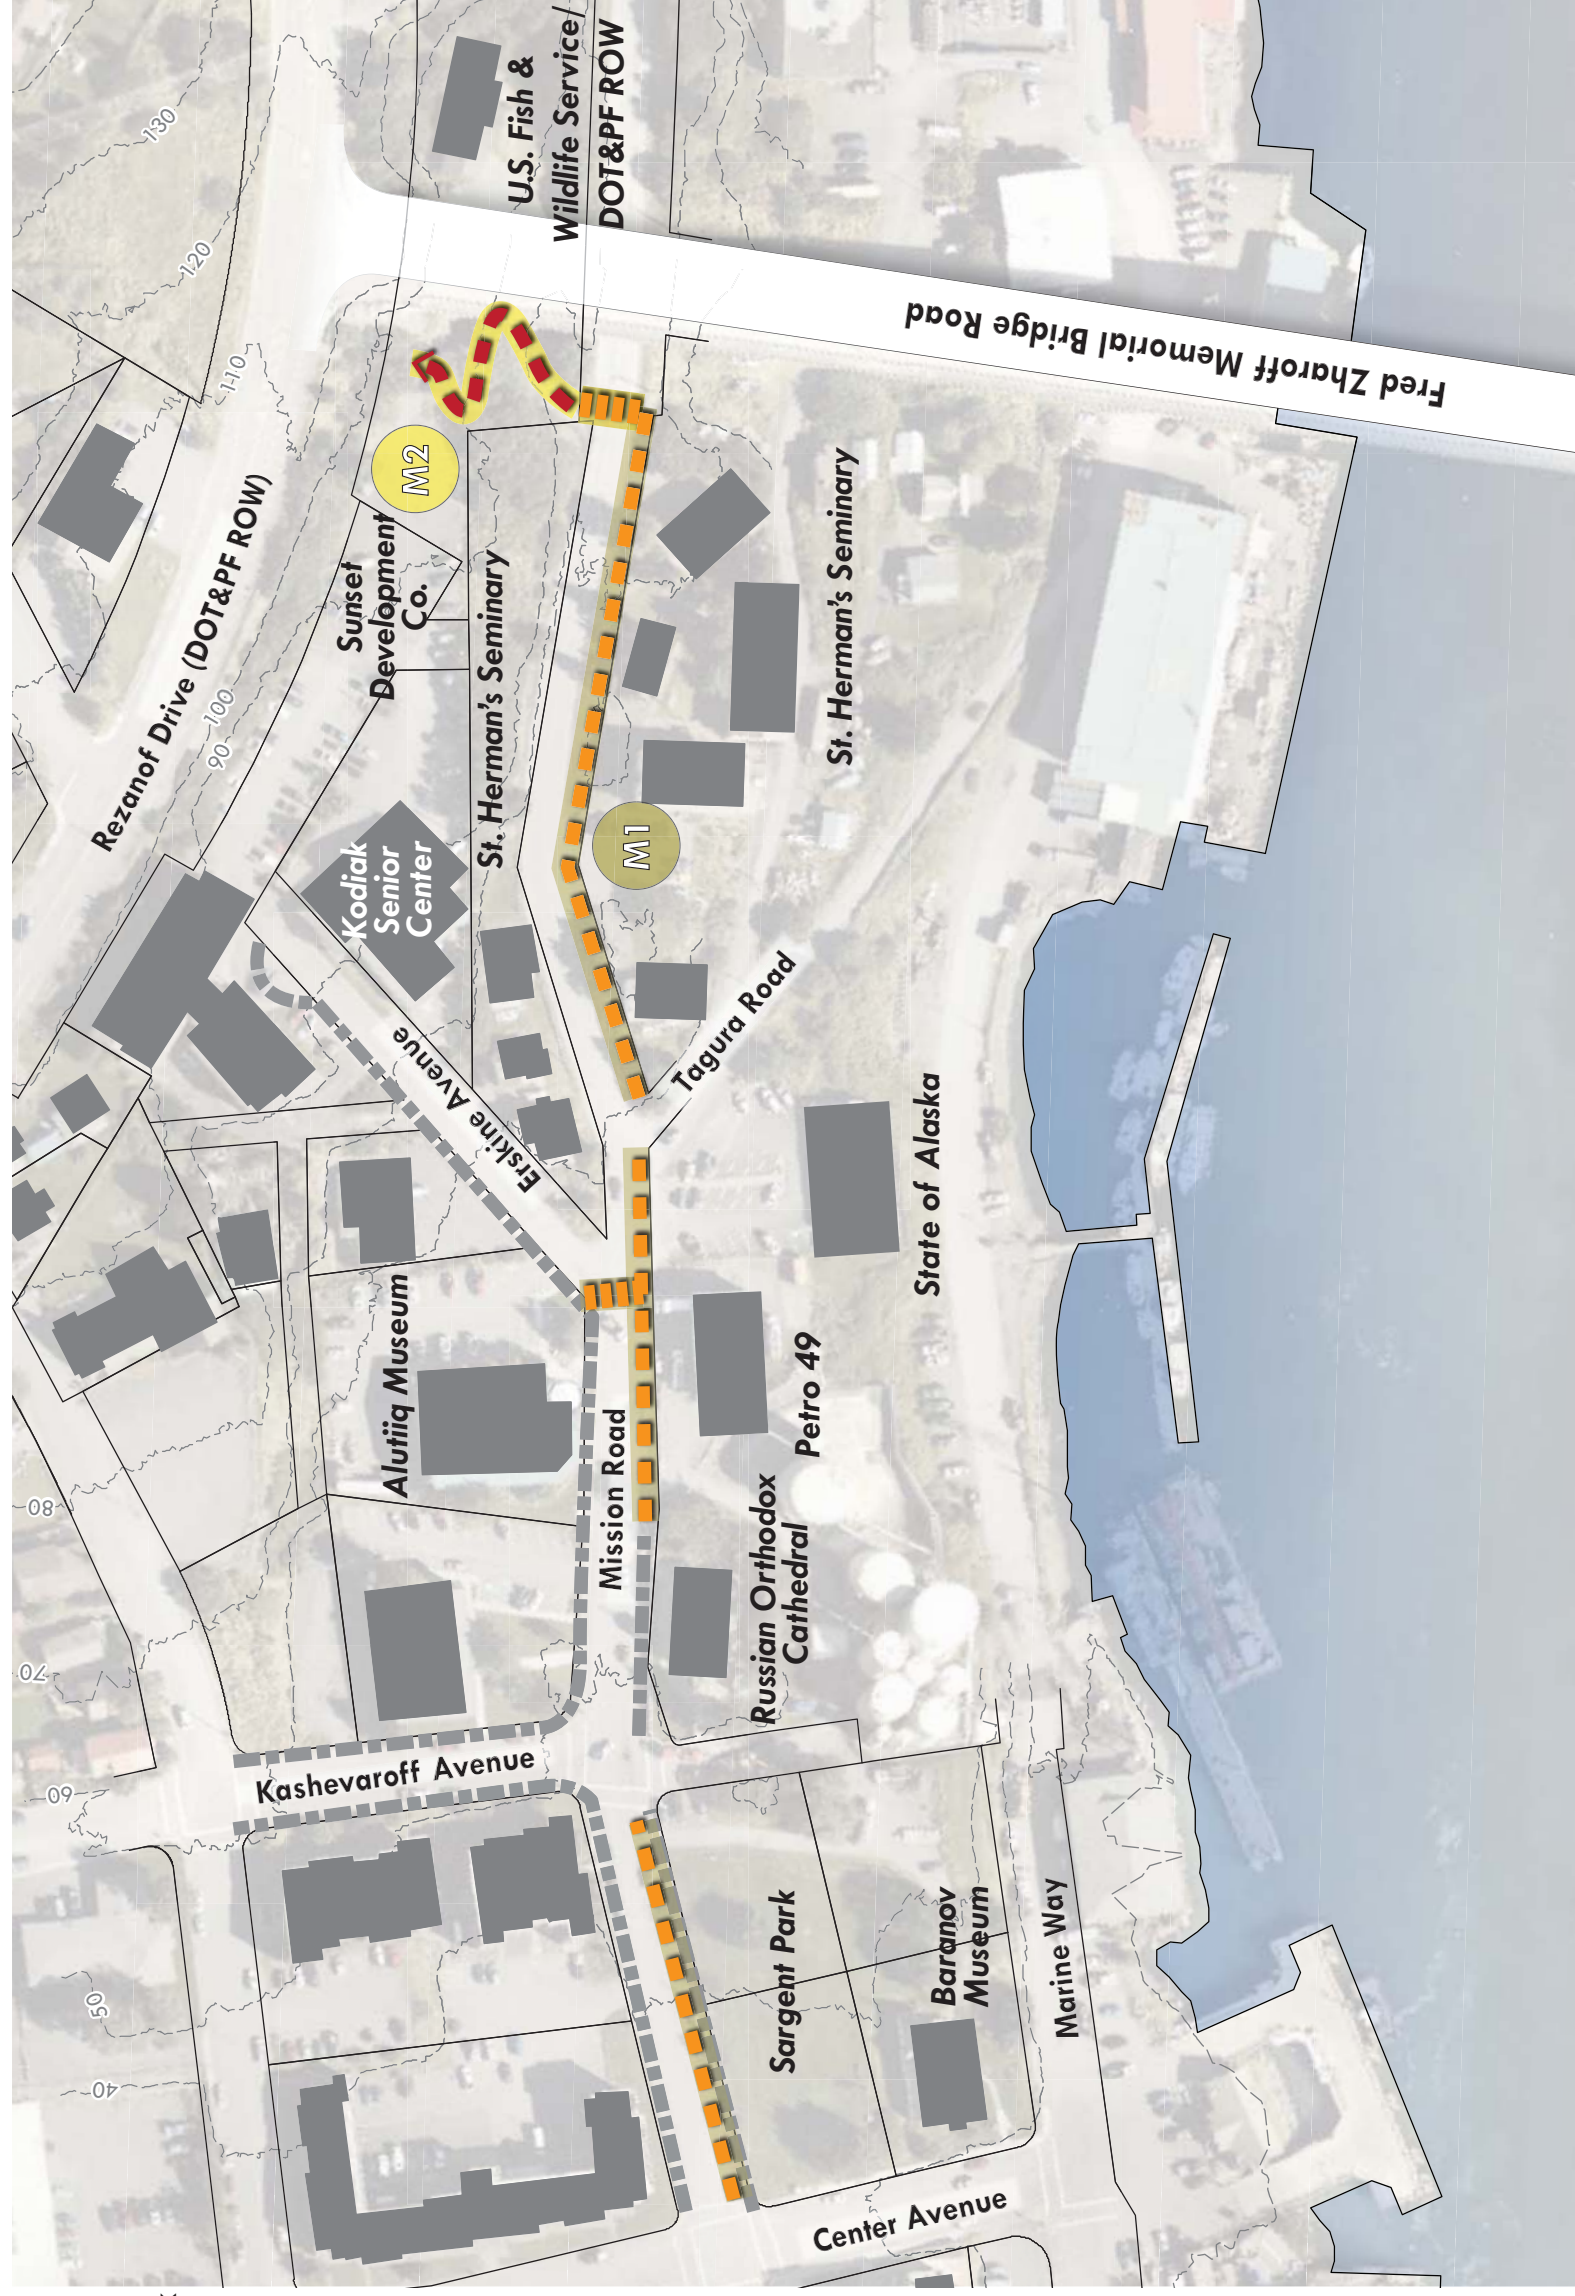 130
120
110
100
90
80
70
60
50
40
U.S. Fish &
Wildlife Service/
DOT&PF ROW
Fred Zharoff Memorial Bridge Road
Rezanof Drive (DOT&PF ROW)
M2
Sunset
Development
Co.
St. Herman's Seminary
St. Herman's Seminary
Kodiak
Senior
Center
M1
Tagura Road
Erskine Avenue
State of Alaska
Alutiiq Museum
Petro 49
Mission Road
Russian Orthodox
Cathedral
Kashevaroff Avenue
Sargent Park
Baranov
Museum
Marine Way
Center Avenue